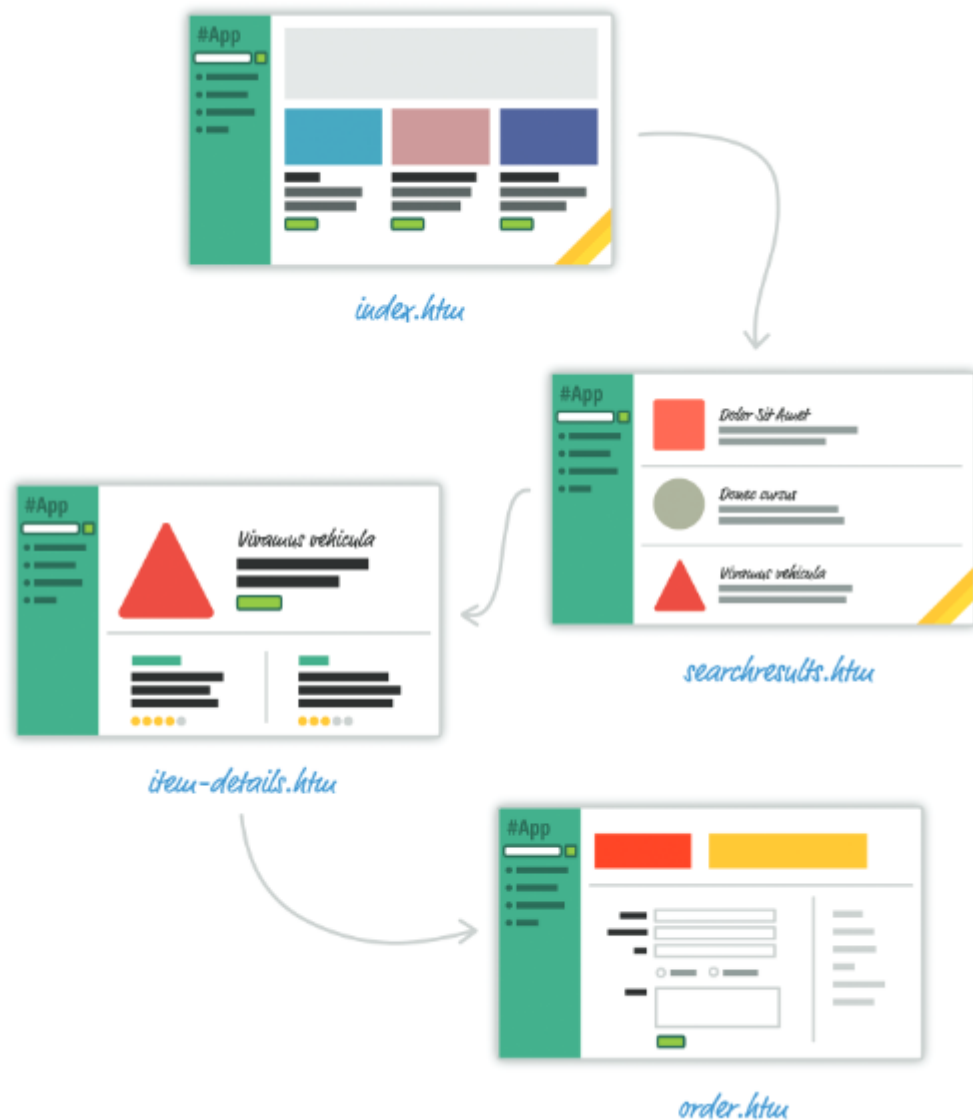 #App
index.htm
#App
Dolor Sit Amet
Donec cursus
Vivamus vehicula
searchresults.htm
#App
Vivamus vehicula
item-details.htm
#App
order.htm